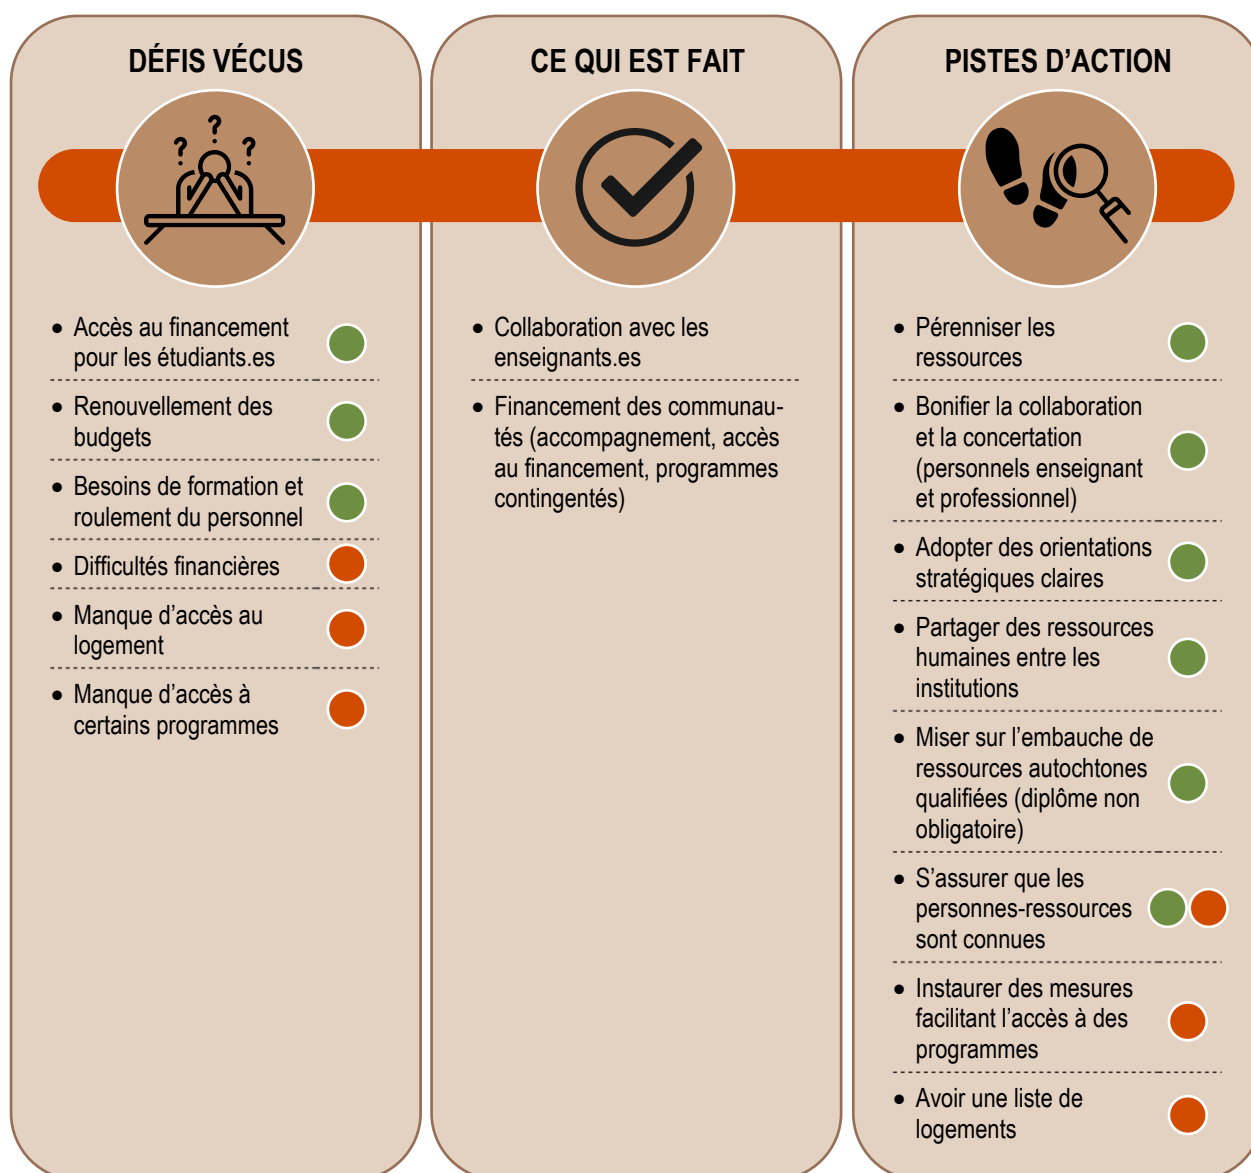 DÉFIS VÉCUS
? ? ?
• Accès au financement
pour les étudiants.es
• Renouvellement des
budgets
• Besoins de formation et
roulement du personnel
• Difficultés financières
• Manque d’accès au
logement
• Manque d’accès à
certains programmes
CE QUI EST FAIT
• Collaboration avec les
enseignants.es
• Financement des communau-
tés (accompagnement, accès
au financement, programmes
contingentés)
PISTES D’ACTION
• Pérenniser les
ressources
• Bonifier la collaboration
et la concertation
(personnels enseignant
et professionnel)
• Adopter des orientations
stratégiques claires
• Partager des ressources
humaines entre les
institutions
• Miser sur l’embauche de
ressources autochtones
qualifiées (diplôme non
obligatoire)
• S’assurer que les
personnes-ressources
sont connues
• Instaurer des mesures
facilitant l’accès à des
programmes
• Avoir une liste de
logements